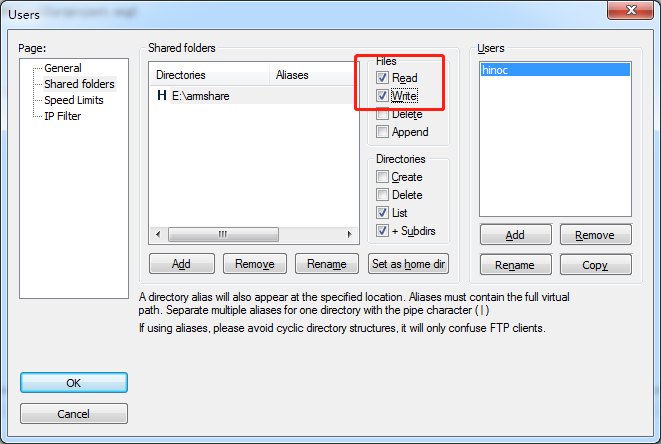 Users
Page:
General
Shared folders
Speed Limits
IP Filter
Shared folders
Directories Aliases
H E:\armshare
Add Remove Rename Set as home dir
Files
Read
Write
Delete
Append
Directories
Create
Delete
List
+ Subdirs
Users
hinoc
Add Remove
Rename Copy
A directory alias will also appear at the specified location. Aliases must contain the full virtual
path. Separate multiple aliases for one directory with the pipe character (|)
If using aliases, please avoid cyclic directory structures, it will only confuse FTP clients.
OK
Cancel